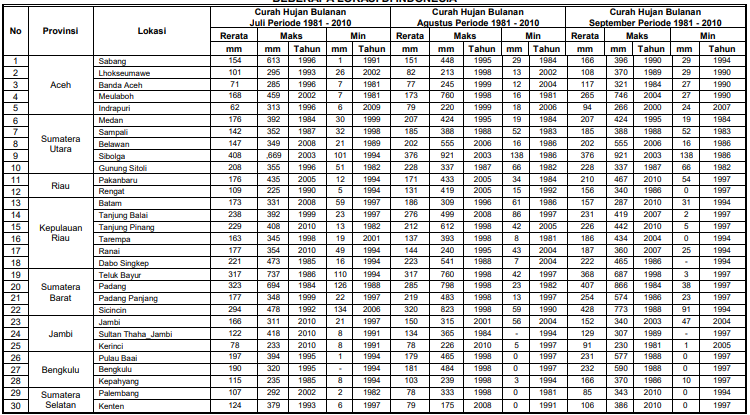 BEBERAPA LOKASI DI INDONESIA
No Provinsi Lokasi Curah Hujan Bulanan Juli Periode 1981 - 2010 Curah Hujan Bulanan Agustus Periode 1981 - 2010 Curah Hujan Bulanan September Periode 1981 - 2010
Rerata Maks Min Rerata Maks Min Rerata Maks Min
mm mm Tahun mm Tahun mm mm Tahun mm Tahun mm mm Tahun mm Tahun
1 Aceh Sabang 154 613 1996 1 1991 151 448 1995 29 1984 166 396 1990 29 1994
2 Lhokseumawe 101 295 1993 26 2002 82 213 1998 13 2002 108 370 1989 29 1990
3 Banda Aceh 71 285 1996 7 1981 77 245 1999 12 2004 117 321 1984 27 1990
4 Meulaboh 168 459 2002 7 1981 173 760 1998 16 1981 265 746 2004 27 1990
5 Indrapuri 62 313 1996 6 2009 79 220 1999 18 2006 94 266 2000 24 2007
6 Sumatera Utara Medan 176 392 1984 30 1999 207 424 1995 19 1984 207 424 1995 19 1984
7 Sampali 142 352 1987 32 1998 185 388 1988 52 1983 185 388 1988 52 1983
8 Belawan 147 349 2008 21 1989 202 555 2006 16 1986 202 555 2006 16 1986
9 Sibolga 408 ,669 2003 101 1994 376 921 2003 138 1986 376 921 2003 138 1986
10 Gunung Sitoli 208 355 1996 51 1982 228 337 1987 66 1982 228 337 1987 66 1982
11 Riau Pakanbaru 176 435 2005 12 1994 171 433 2005 34 1984 210 467 2010 54 1997
12 Rengat 109 225 1990 5 1994 131 419 2005 15 1992 156 340 1986 0 1997
13 Kepulauan Riau Batam 173 331 2008 59 1997 186 309 1996 61 1986 157 287 2010 31 1994
14 Tanjung Balai 238 392 1999 23 1997 276 499 2008 86 1997 231 419 2007 2 1997
15 Tanjung Pinang 229 408 2010 13 1982 212 612 1998 42 2005 226 442 2010 5 1997
16 Tarempa 163 345 1998 19 2001 137 393 1998 8 1981 186 434 2004 0 1994
17 Ranai 177 354 2010 49 1994 144 240 1995 43 2004 187 360 2007 25 1994
18 Dabo Singkep 221 473 1985 16 1994 223 541 1988 7 2004 222 465 1986 - 1994
19 Sumatera Barat Teluk Bayur 317 737 1986 110 1994 317 760 1998 42 1997 368 687 1998 3 1997
20 Padang 323 694 1984 126 1988 285 798 1998 23 1982 407 866 1984 38 1997
21 Padang Panjang 177 348 1999 22 1997 219 483 1998 13 1997 254 574 1986 23 1997
22 Sicincin 294 478 1992 134 2006 320 823 1998 59 1990 428 773 1988 91 1994
23 Jambi Jambi 166 311 2010 21 1997 150 315 2001 56 2004 152 340 2003 47 2004
24 Sultan Thaha_Jambi 122 418 2010 8 1991 134 365 1984 - 1994 129 307 1989 - 1997
25 Kerinci 78 233 2010 8 1991 78 226 2010 5 1997 91 230 1981 1 2005
26 Bengkulu Pulau Baai 197 394 1995 1 1994 179 465 1998 0 1997 231 577 1988 0 1997
27 Bengkulu 190 320 1995 - 1994 181 484 1998 0 1997 232 590 1988 0 1997
28 Kepahyang 115 235 1985 8 1994 103 239 1998 3 1994 166 370 1986 10 1997
29 Sumatera Selatan Palembang 107 292 2002 2 1982 78 333 1998 0 1981 85 343 2010 0 1994
30 Kenten 124 379 1993 6 1997 79 175 2008 0 1991 106 386 2010 0 1997